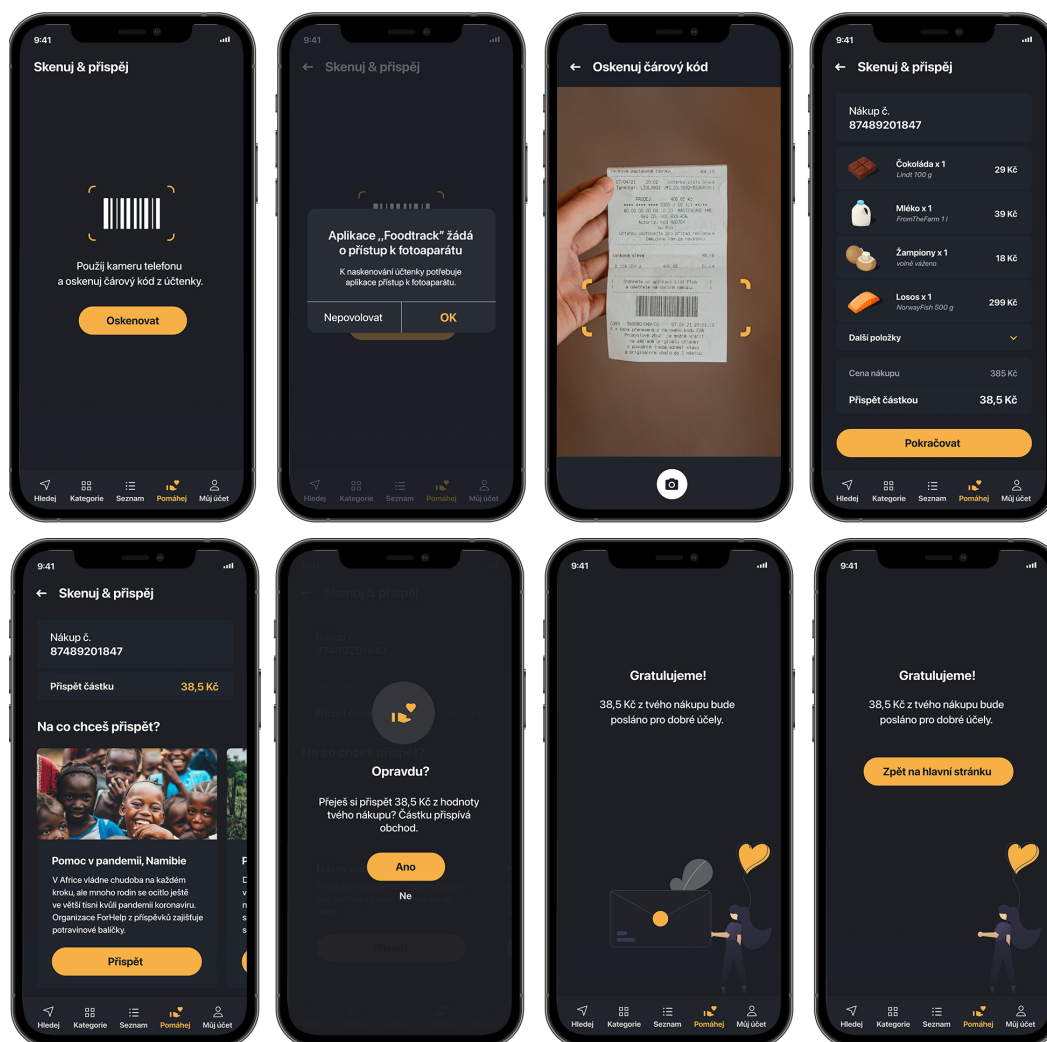 9:41
Skenuj & přispěj
Použij kameru telefonu
a oskenuj čárový kód z účtenky.
Oskenovat
Hledej Kategorie Seznam Pomáhej Můj účet
9:41
Skenuj & přispěj
Aplikace ,,Foodtrack” žádá
o přístup k fotoaparátu
K naskenování účtenky potřebuje
aplikace přístup k fotoaparátu.
Nepovolovat OK
Hledej Kategorie Seznam Pomáhej Můj účet
Oskenuj čárový kód
9:41
Skenuj & přispěj
Nákup č.
87489201847
Čokoláda x 1
Lindt 100 g
29 Kč
Mléko x 1
FromTheFarm 1 l
39 Kč
Žampiony x 1
volně váženo
18 Kč
Losos x 1
NorwayFish 500 g
299 Kč
Další položky
Cena nákupu 385 Kč
Přispět částkou 38,5 Kč
Pokračovat
Hledej Kategorie Seznam Pomáhej Můj účet
9:41
Skenuj & přispěj
Nákup č.
87489201847
Přispět částku 38,5 Kč
Na co chceš přispět?
Pomoc v pandemii, Namibie
V Africe vládne chudoba na každém
kroku, ale mnoho rodin se ocitlo ještě
ve větší tísni kvůli pandemii koronaviru.
Organizace ForHelp z příspěvků zajišťuje
potravinové balíčky.
Přispět
Hledej Kategorie Seznam Pomáhej Můj účet
Skenuj & přispěj
Nákup č.
87489201847
Na co chceš přispět?
Opravdu?
Přeješ si přispět 38,5 Kč z hodnoty
tvého nákupu? Částku přispívá
obchod.
Ano
Ne
Přispět
9:41
Gratulujeme!
38,5 Kč z tvého nákupu bude
posláno pro dobré účely.
Hledej Kategorie Seznam Pomáhej Můj účet
9:41
Gratulujeme!
38,5 Kč z tvého nákupu bude
posláno pro dobré účely.
Zpět na hlavní stránku
Hledej Kategorie Seznam Pomáhej Můj účet